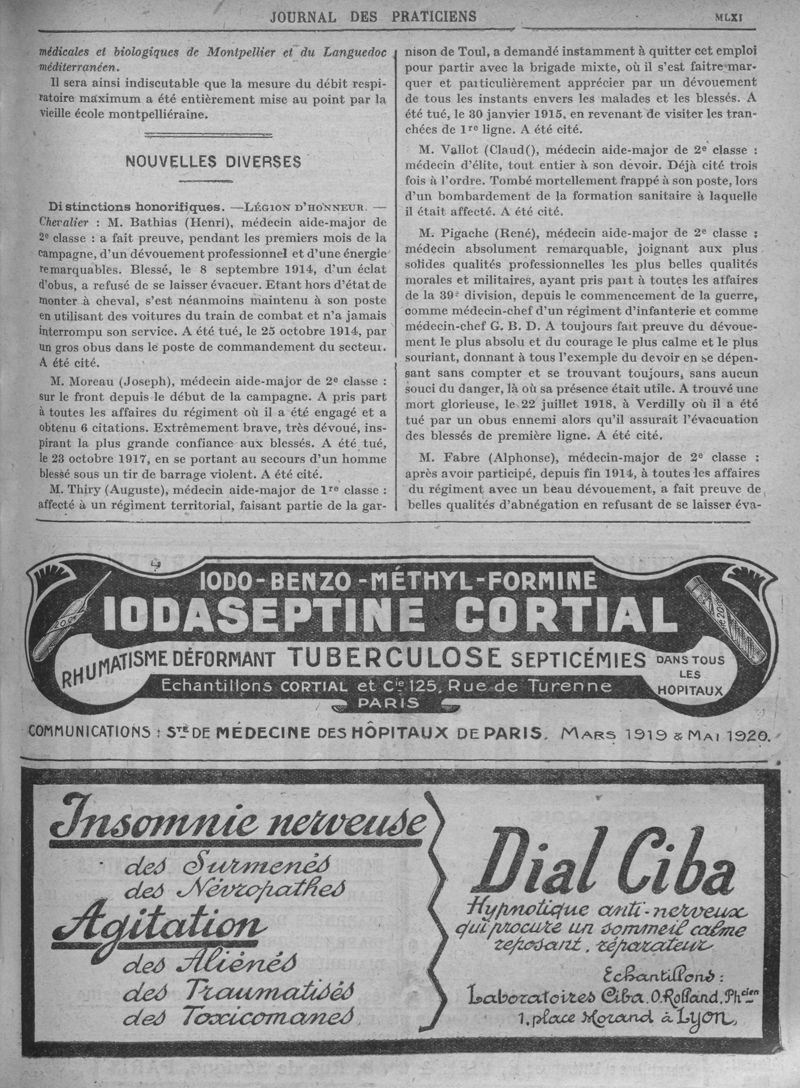 JOURNAL DES PRATICIENS
MLXI
médicales et biologiques de Montpellier et du Languedoc
méditerranéen.
Il sera ainsi indiscutable que la mesure du débit respi-
ratoire maximum a été entièrement mise au point par la
vieille école montpelliéraine.
NOUVELLES DIVERSES
Distinctions honorifiques. —LÉGION D'HONNEUR. —
Chevalier : M. Bathias (Henri), médecin aide-major de
2e classe : a fait preuve, pendant les premiers mois de la
campagne, d'un dévouement professionnel et d'une énergie
remarquables. Blessé, le 8 septembre 1914, d'un éclat
d'obus, a refusé de se laisser évacuer. Etant hors d'état de
monter à cheval, s'est néanmoins maintenu à son poste
en utilisant des voitures du train de combat et n'a jamais
interrompu son service. A été tué, le 25 octobre 1914, par
un gros obus dans le poste de commandement du secteur.
A été cité.
M. Moreau (Joseph), médecin aide-major de 2e classe :
sur le front depuis le début de la campagne. A pris part
à toutes les affaires du régiment où il a été engagé et a
obtenu 6 citations. Extrêmement brave, très dévoué, ins-
pirant la plus grande confiance aux blessés. A été tué,
le 23 octobre 1917, en se portant au secours d'un homme
blessé sous un tir de barrage violent. A été cité.
M. Thiry (Auguste), médecin aide-major de 1re classe :
affecté à un régiment territorial, faisant partie de la gar-
nison de Toul, a demandé instamment à quitter cet emploi
pour partir avec la brigade mixte, où il s'est faitre mar-
quer et particulièrement apprécier par un dévouement
de tous les instants envers les malades et les blessés. A
été tué, le 30 janvier 1915, en revenant de visiter les tran-
chées de 1re ligne. A été cité.
M. Vallot (Claud(), médecin aide-major de 2e classe :
médecin d'élite, tout entier à son devoir. Déjà cité trois
fois à l'ordre. Tombé mortellement frappé à son poste, lors
d'un bombardement de la formation sanitaire à laquelle
il était affecté. A été cité.
M. Pigache (René), médecin aide-major de 2e classe :
médecin absolument remarquable, joignant aux plus
solides qualités professionnelles les plus belles qualités
morales et militaires, ayant pris part à toutes les affaires
de la 39e division, depuis le commencement de la guerre,
comme médecin-chef d'un régiment d'infanterie et comme
médecin-chef G. B. D. A toujours fait preuve du dévoue-
ment le plus absolu et du courage le plus calme et le plus
souriant, donnant à tous l'exemple du devoir en se dépen-
sant sans compter et se trouvant toujours, sans aucun
souci du danger, là où sa présence était utile. A trouvé une
mort glorieuse, le 22 juillet 1918, à Verdilly où il a été
tué par un obus ennemi alors qu'il assurait l'évacuation
des blessés de première ligne. A été cité.
M. Fabre (Alphonse), médecin-major de 2e classe :
après avoir participé, depuis fin 1914, à toutes les affaires
du régiment avec un beau dévouement, a fait preuve de
belles qualités d'abnégation en refusant de se laisser éva-
IODO-BENZO-MÉTHYL-FORMINE
IODASEPTINE CORTIAL
RHUMATISME DÉFORMANT TUBERCULOSE SEPTICÉMIES DANS TOUS LES HOPITAUX
Echantillons CORTIAL et Cie 125, Rue de Turenne
PARIS
COMMUNICATIONS : STÉ DE MÉDECINE DES HÔPITAUX DE PARIS. MARS 1919 & MAI 1920.
Insomnie nerveuse
des Surmenés
des Névropathes
Agitation
des Aliénés
des Traumatisés
des Toxicomanes
Dial Ciba
Hypnotique anti-nerveux
qui procure un sommeil calme
reposant, réparateur
Echantillons :
Laboratoires Ciba. O. Rolland. Phcien
1, place Morand à Lyon,